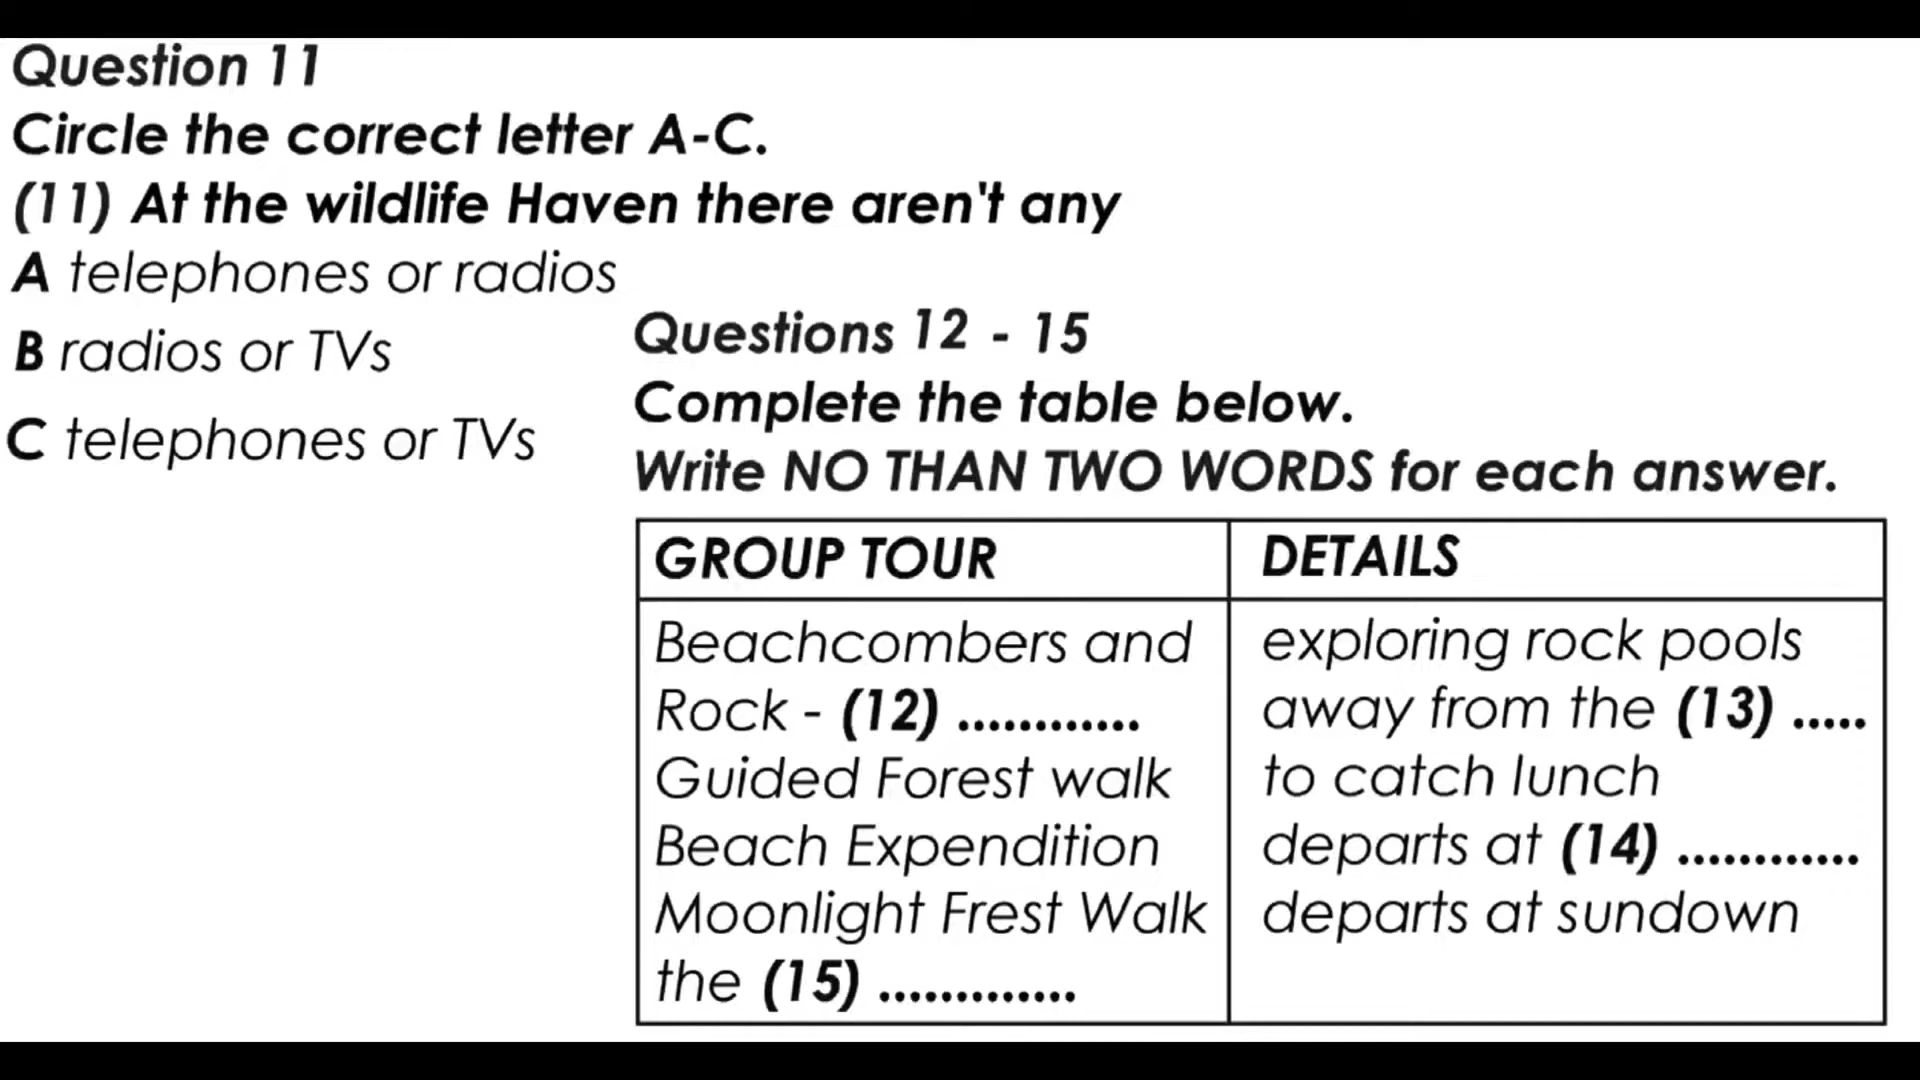 Question 11
Circle the correct letter A-C.
(11) At the wildlife Haven there aren't any
A telephones or radios
B radios or TVs
C telephones or TVs
Questions 12 - 15
Complete the table below.
Write NO THAN TWO WORDS for each answer.
GROUP TOUR
Beachcombers and
Rock - (12) ............
Guided Forest walk
Beach Expendition
Moonlight Frest Walk
the (15) .............
DETAILS
exploring rock pools
away from the (13) .....
to catch lunch
departs at (14) ............
departs at sundown